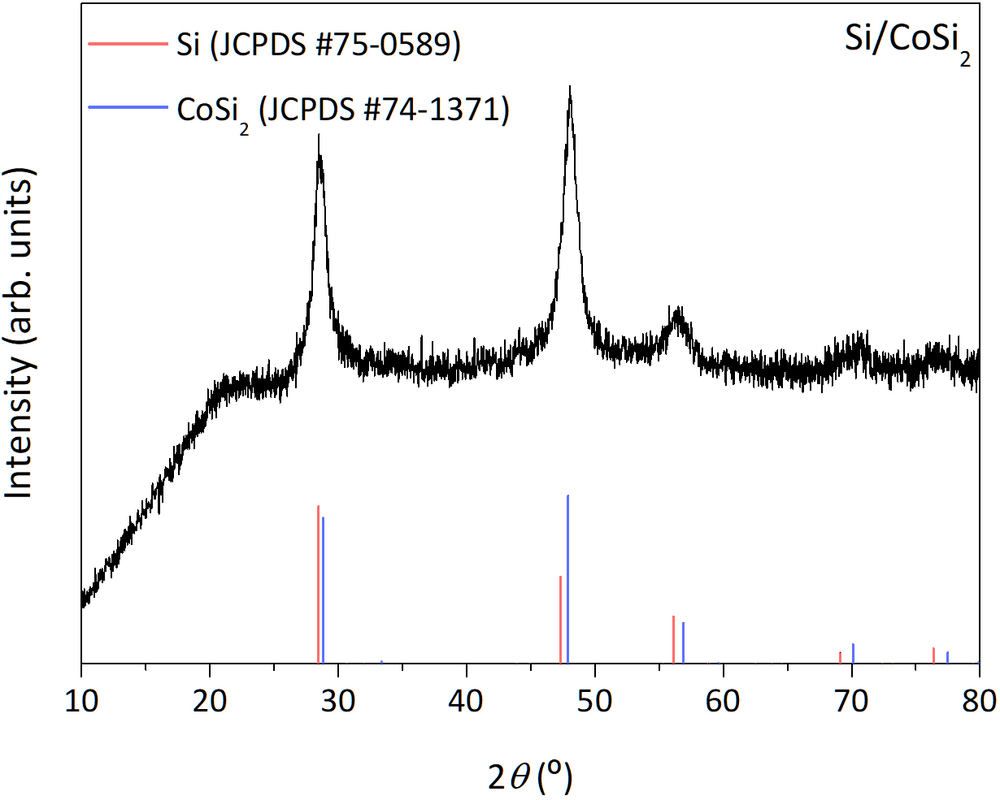 Si (JCPDS #75-0589)
Si/CoSi₂
CoSi₂ (JCPDS #74-1371)
Intensity (arb. units)
10 20 30 40 50 60 70 80
2θ (°)